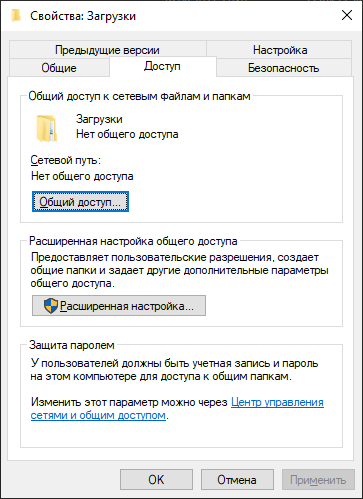 Свойства: Загрузки
Предыдущие версии
Настройка
Общие
Доступ
Безопасность
Общий доступ к сетевым файлам и папкам
Загрузки
Нет общего доступа
Сетевой путь:
Нет общего доступа
Общий доступ...
Расширенная настройка общего доступа
Предоставляет пользовательские разрешения, создает
общие папки и задает другие дополнительные параметры
общего доступа.
Расширенная настройка...
Защита паролем
У пользователей должны быть учетная запись и пароль
на этом компьютере для доступа к общим папкам.
Изменить этот параметр можно через Центр управления
сетями и общим доступом.
ОК
Отмена
Применить